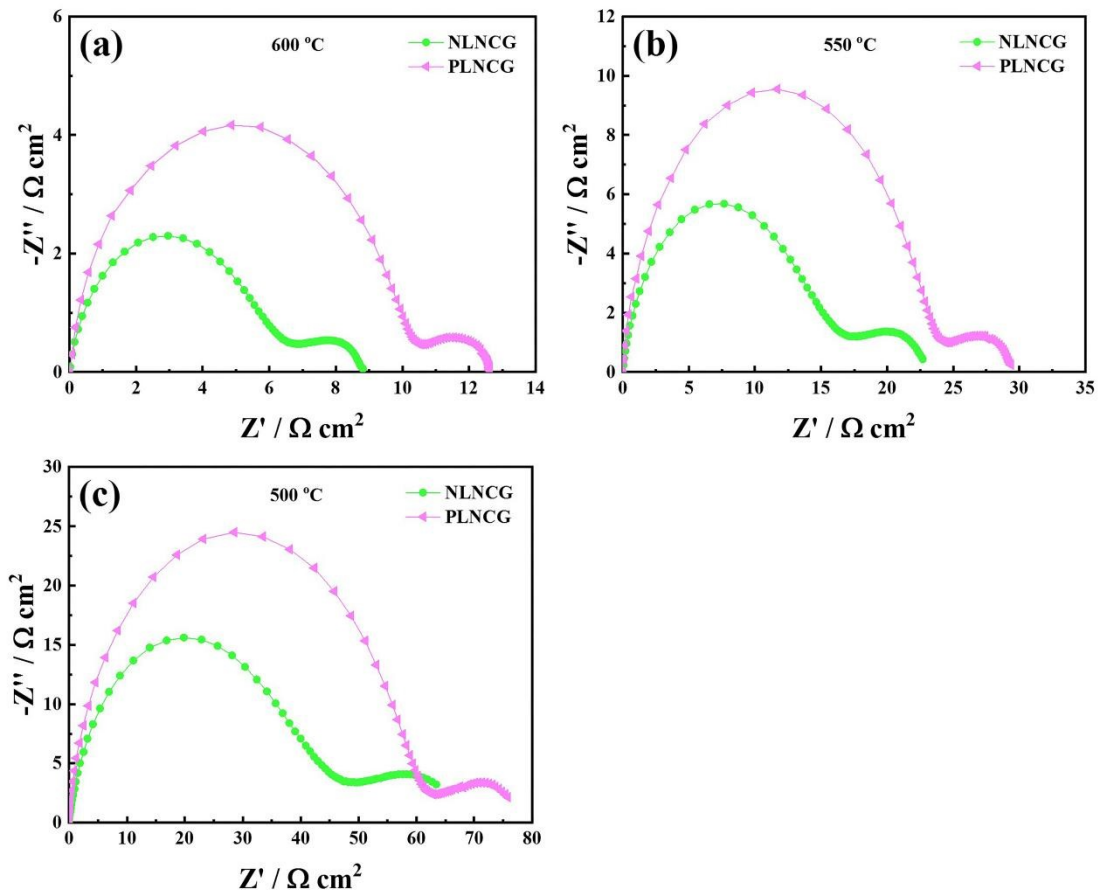 (a)
600 °C
NLNCG
PLNCG
6
4
2
0
-Z'' / Ω cm²
0 2 4 6 8 10 12 14
Z' / Ω cm²
(b)
550 °C
NLNCG
PLNCG
12
10
8
6
4
2
0
-Z'' / Ω cm²
0 5 10 15 20 25 30 35
Z' / Ω cm²
(c)
500 °C
NLNCG
PLNCG
30
25
20
15
10
5
0
-Z'' / Ω cm²
0 10 20 30 40 50 60 70 80
Z' / Ω cm²